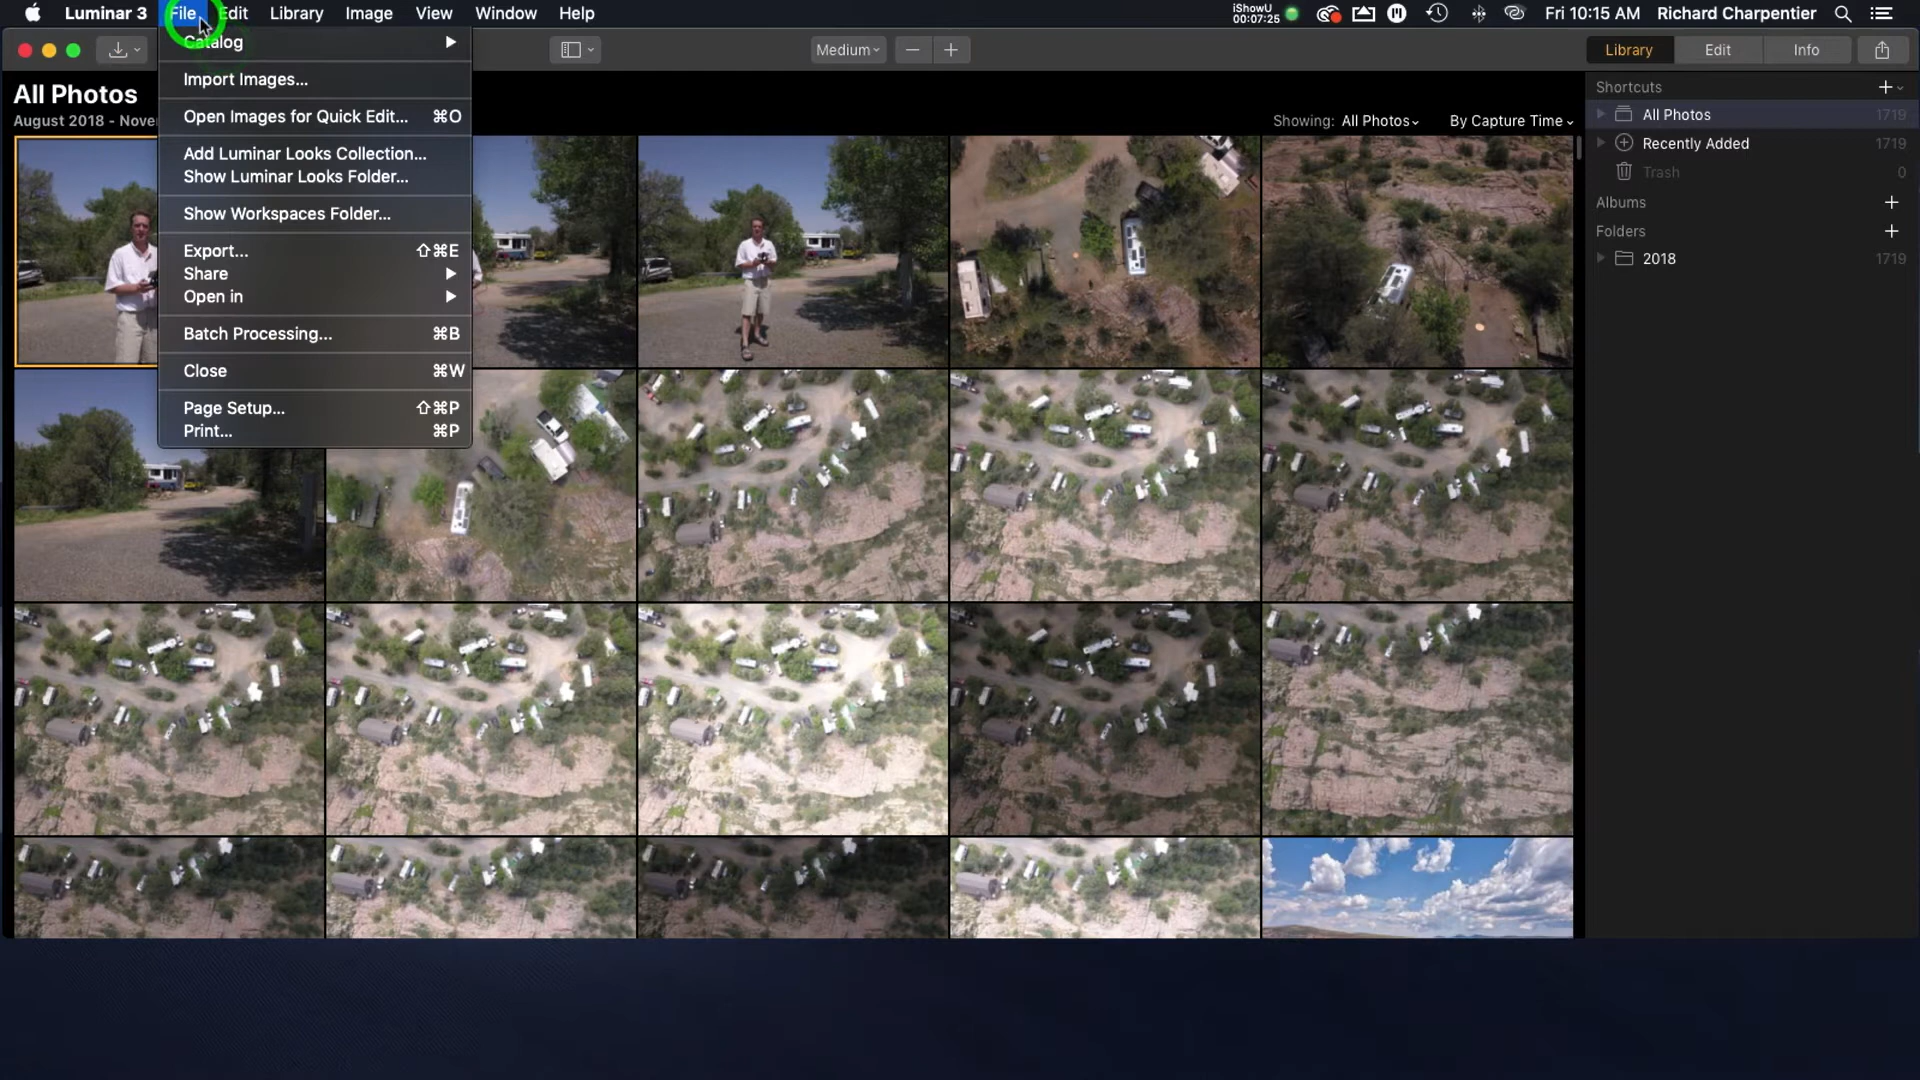 Luminar 3 File Edit Library Image View Window Help iShowU 00:07:25 Fri 10:15 AM Richard Charpentier
Medium Library Edit Info
All Photos
August 2018 - Nove
Showing: All Photos By Capture Time
Catalog
Import Images...
Open Images for Quick Edit... ⌘O
Add Luminar Looks Collection...
Show Luminar Looks Folder...
Show Workspaces Folder...
Export... ⇧⌘E
Share
Open in
Batch Processing... ⌘B
Close ⌘W
Page Setup... ⇧⌘P
Print... ⌘P
Shortcuts
All Photos 1719
Recently Added 1719
Trash 0
Albums
Folders
2018 1719